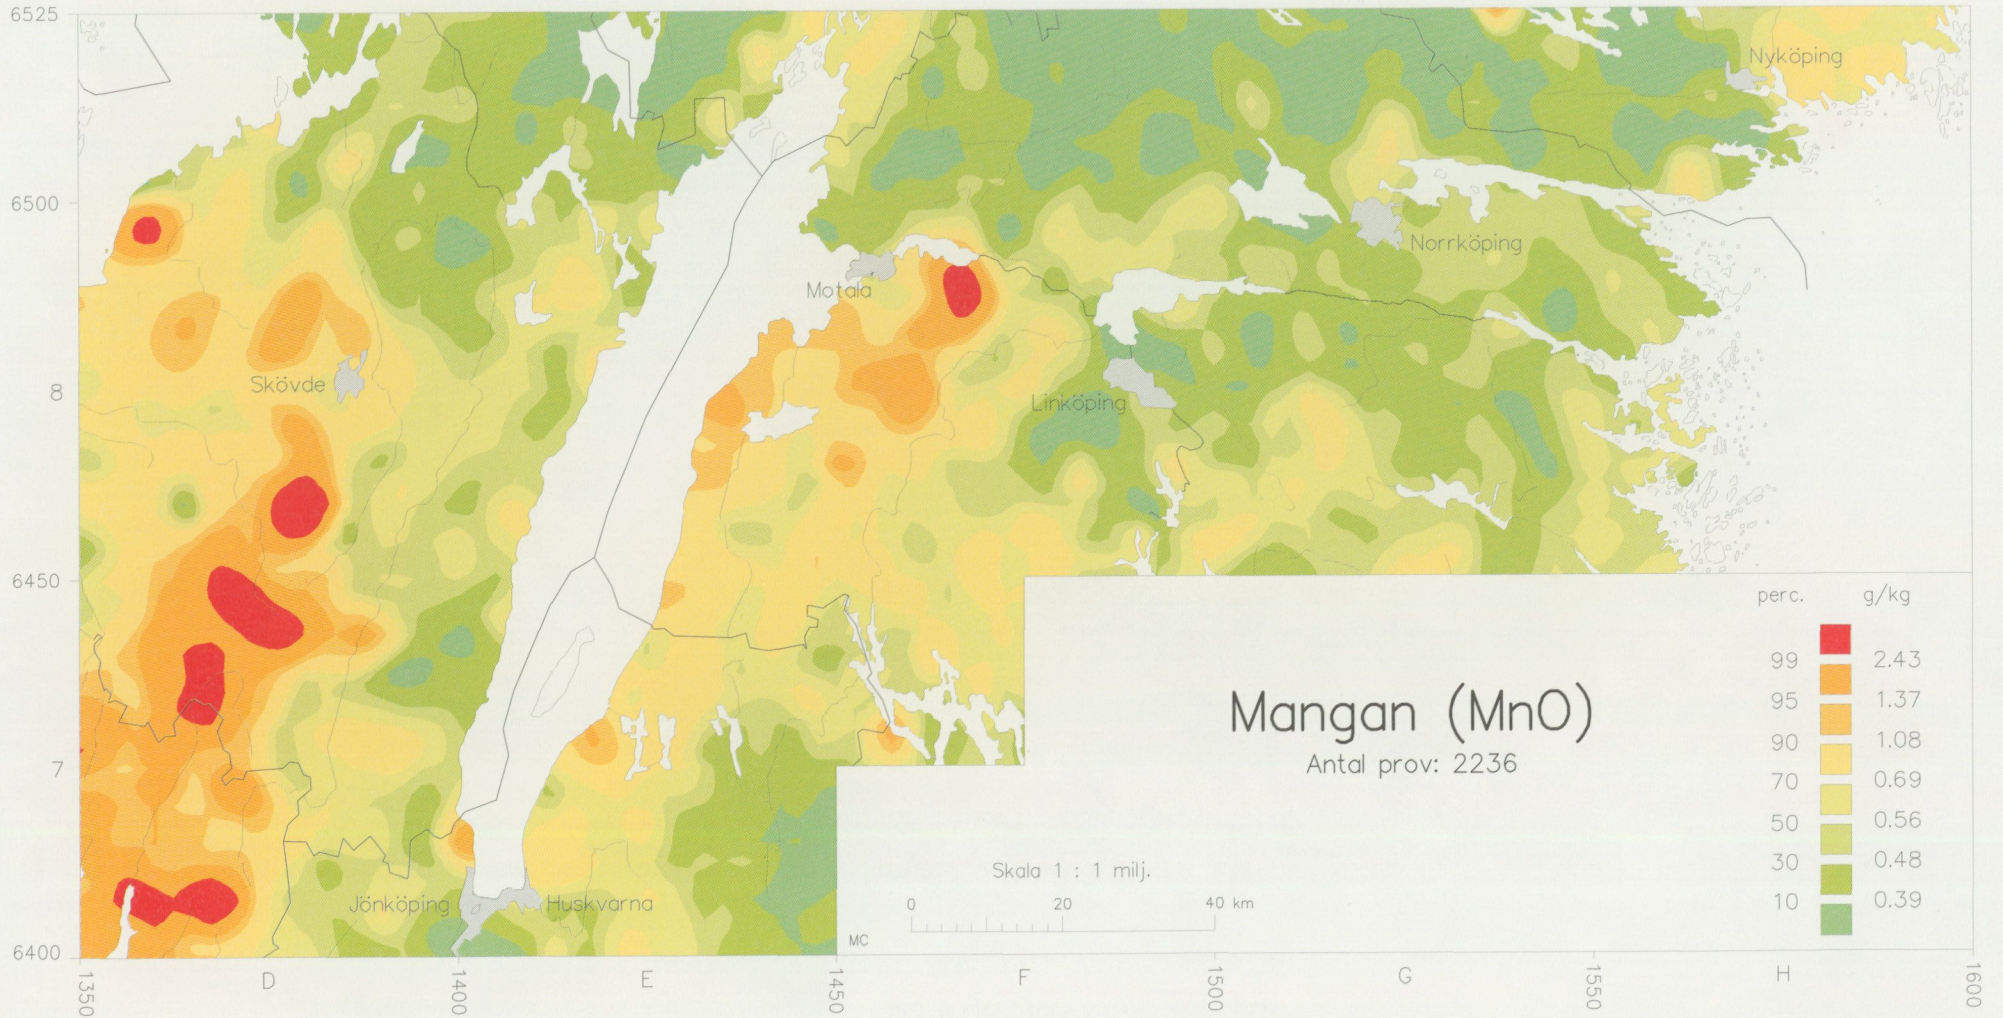 6525
Nyköping
6500
Norrköping
Motala
Skövde
8
Linköping
6450
perc. g/kg
99 2.43
95 1.37
90 1.08
70 0.69
50 0.56
30 0.48
10 0.39
Mangan (MnO)
Antal prov: 2236
7
Skala 1 : 1 milj.
0 20 40 km
Jönköping
Huskvarna
MC
6400
1350 D 1400 E 1450 F 1500 G 1550 H 1600